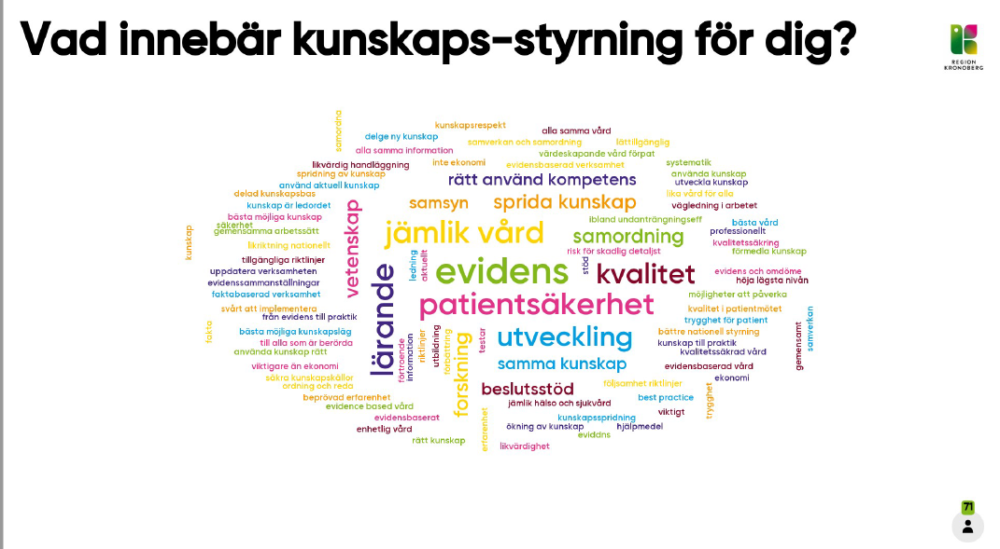 Vad innebär kunskaps-styrning för dig?
REGION
KRONOBERG
samordna
kunskapsrespekt
alla samma vård
delge ny kunskap
samverkan och samordning
lättillgänglig
alla samma information
värdeskapande vård förpat
likvärdig handläggning
inte ekonomi
evidensbaserad verksamhet
systematik
spridning av kunskap
rätt använd kompetens
använda kunskap
använd aktuell kunskap
utveckla kunskap
delad kunskapsbas
samsyn
sprida kunskap
lika vård för alla
kunskap är ledordet
vägledning i arbetet
vetenskap
bästa möjliga kunskap
ibland undanträngningseff
bästa vård
säkerhet
gemensamma arbetssätt
jämlik vård
samordning
professionellt
kunskap
likriktning nationellt
kvalitetssäkring
risk för skadlig detaljst
förmedla kunskap
tillgängliga riktlinjer
ledning
aktuellt
evidens
stöd
kvalitet
uppdatera verksamheten
evidens och omdöme
evidenssammanställningar
höja lägsta nivån
lärande
faktabaserad verksamhet
patientsäkerhet
möjligheter att påverka
svårt att implementera
kvalitet i patientmötet
från evidens till praktik
trygghet för patient
samverkan
fakta
bästa möjliga kunskapsläg
bättre nationell styrning
gemensamt
till alla som är berörda
förtroende
information
riktlinjer
utbildning
förbättring
forskning
testar
utveckling
kunskap till praktik
använda kunskap rätt
kvalitetssäkrad vård
viktigare än ekonomi
samma kunskap
evidensbaserad vård
säkra kunskapskällor
ekonomi
ordning och reda
beslutsstöd
följsamhet riktlinjer
beprövad erfarenhet
best practice
trygghet
evidence based vård
jämlik hälso och sjukvård
viktigt
evidensbaserat
erfarenhet
kunskapsspridning
enhetlig vård
ökning av kunskap
hjälpmedel
rätt kunskap
eviddns
likvärdighet
71